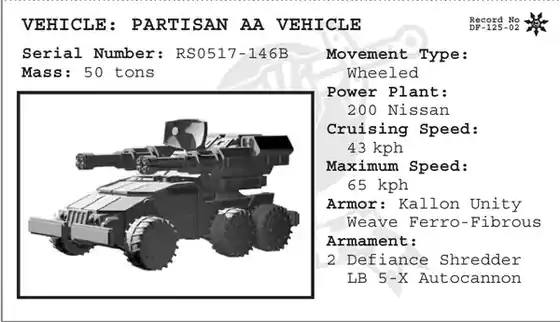 VEHICLE: PARTISAN AA VEHICLE
Record No
DF-125-02
Serial Number: RS0517-146B
Mass: 50 tons
Movement Type:
Wheeled
Power Plant:
200 Nissan
Cruising Speed:
43 kph
Maximum Speed:
65 kph
Armor: Kallon Unity
Weave Ferro-Fibrous
Armament:
2 Defiance Shredder
LB 5-X Autocannon